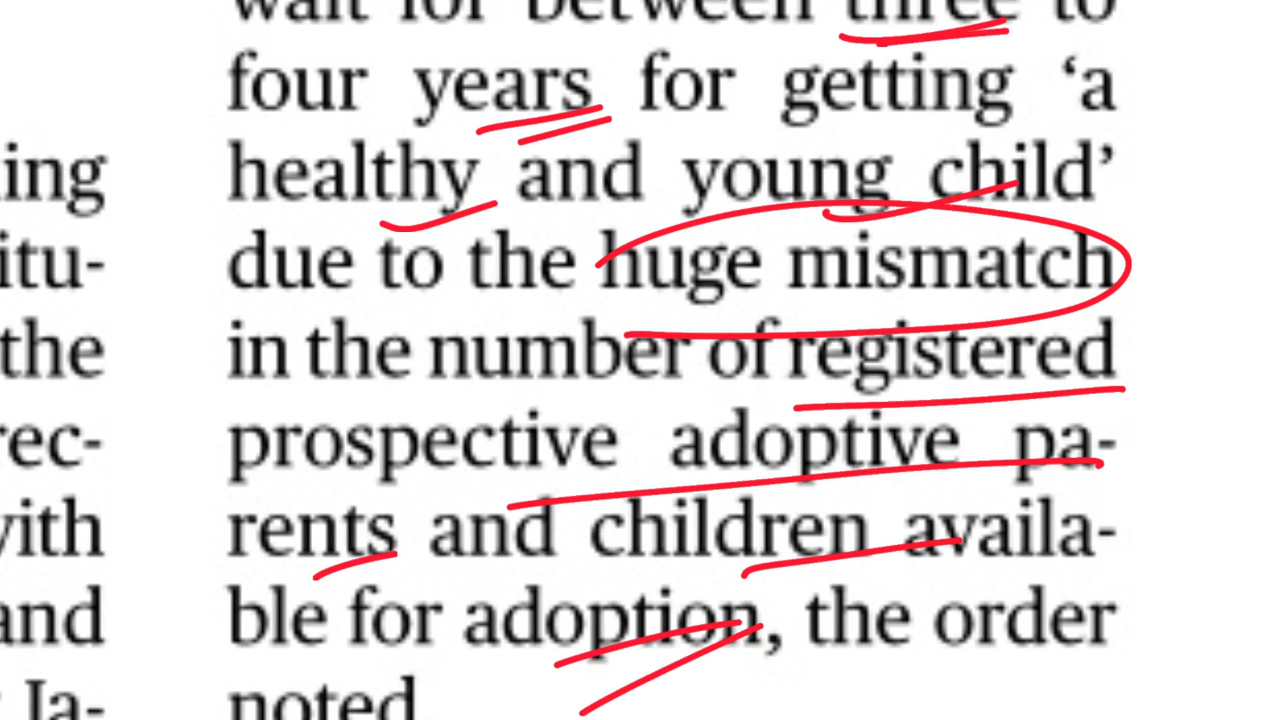 wait for between three to
four years for getting ‘a
healthy and young child’
due to the huge mismatch
in the number of registered
prospective adoptive pa-
rents and children availa-
ble for adoption, the order
noted.
ing
itu-
the
rec-
with
and
Ja-